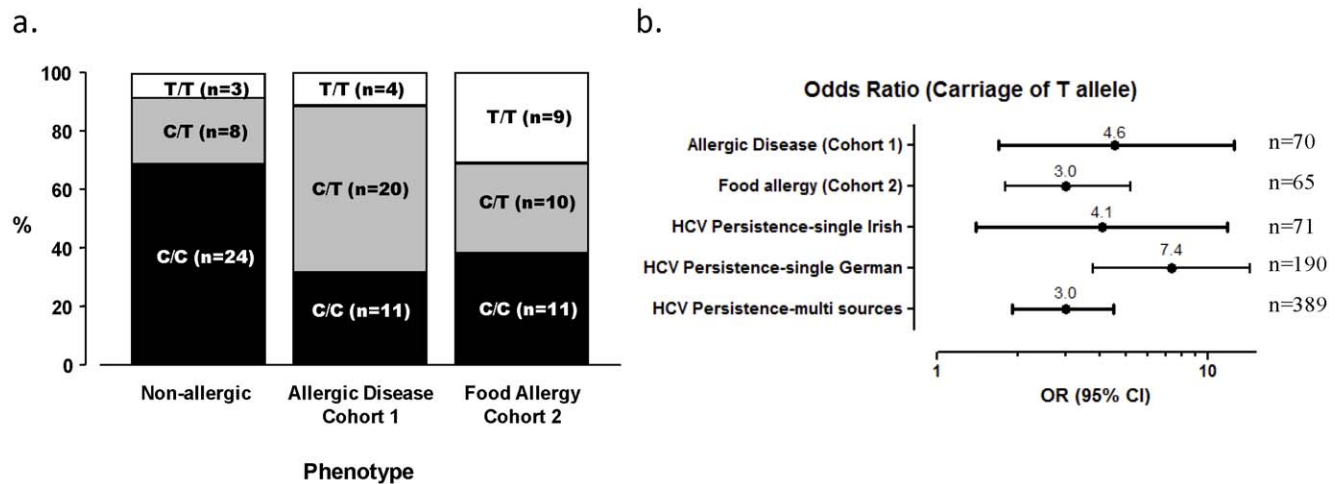 a.
100
80
60
%
40
20
0
T/T (n=3)
C/T (n=8)
C/C (n=24)
T/T (n=4)
C/T (n=20)
C/C (n=11)
T/T (n=9)
C/T (n=10)
C/C (n=11)
Non-allergic
Allergic Disease
Cohort 1
Food Allergy
Cohort 2
Phenotype
b.
Odds Ratio (Carriage of T allele)
Allergic Disease (Cohort 1) 4.6 n=70
Food allergy (Cohort 2) 3.0 n=65
HCV Persistence-single Irish 4.1 n=71
HCV Persistence-single German 7.4 n=190
HCV Persistence-multi sources 3.0 n=389
1 10
OR (95% CI)